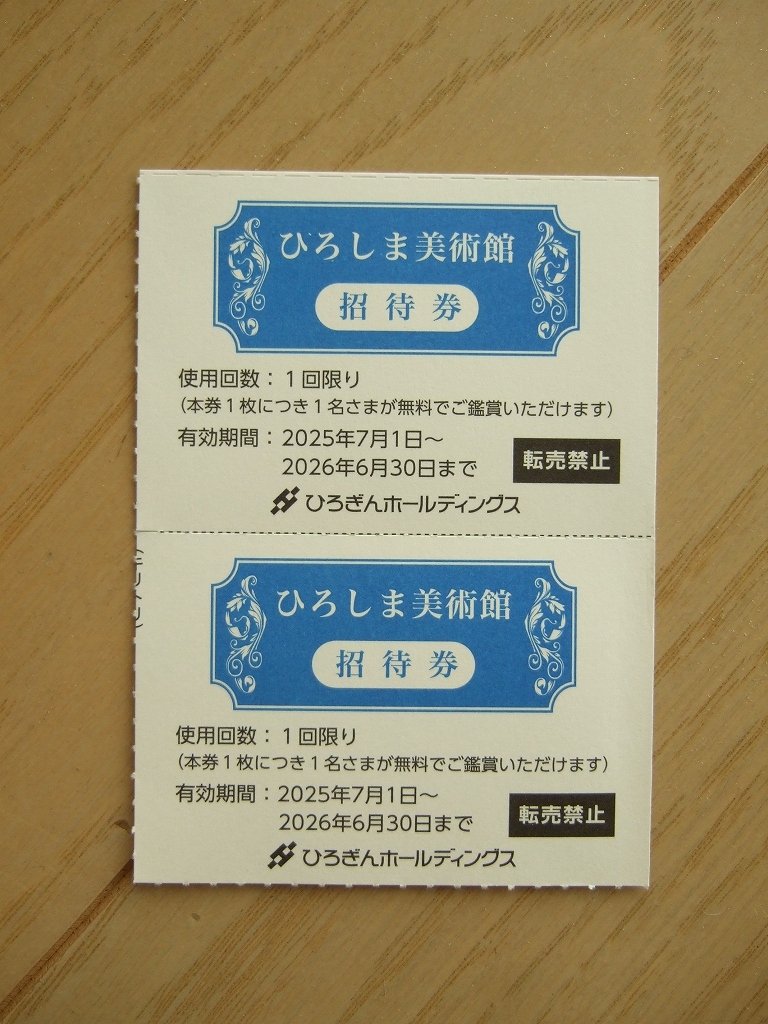 ひろしま美術館
招待券
使用回数：１回限り
（本券１枚につき１名さまが無料でご鑑賞いただけます）
有効期間：2025年7月1日～
2026年6月30日まで
転売禁止
ひろぎんホールディングス
ひろしま美術館
招待券
使用回数：１回限り
（本券１枚につき１名さまが無料でご鑑賞いただけます）
有効期間：2025年7月1日～
2026年6月30日まで
転売禁止
ひろぎんホールディングス